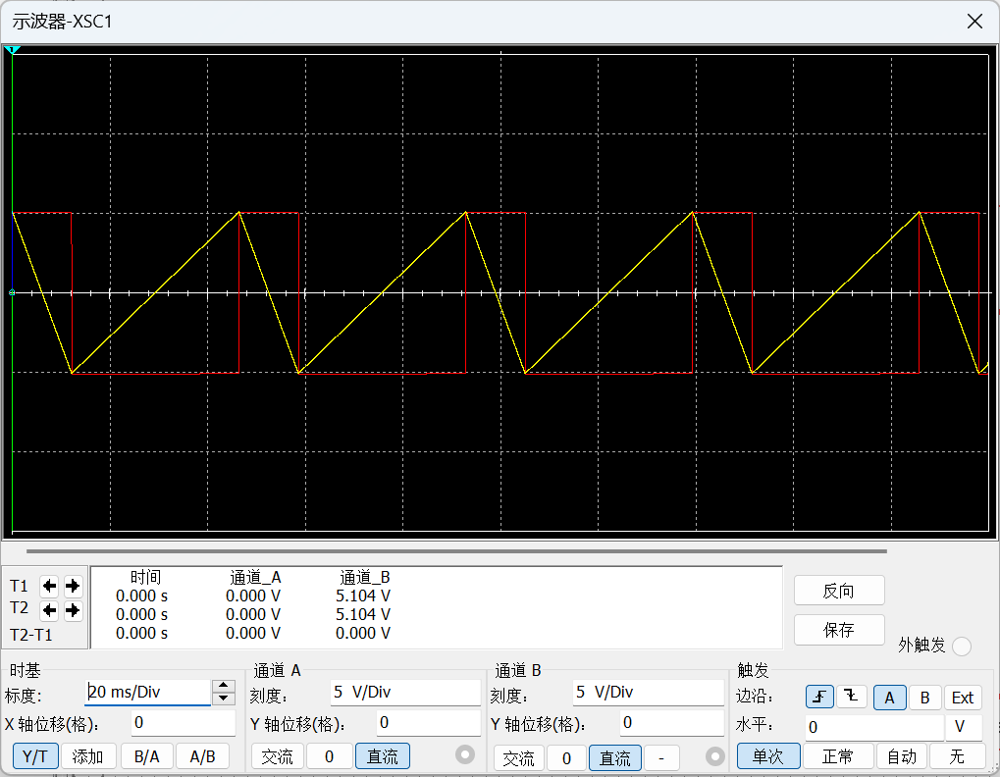 示波器-XSC1
时间 通道_A 通道_B
T1 0.000 s 0.000 V 5.104 V
T2 0.000 s 0.000 V 5.104 V
T2-T1 0.000 s 0.000 V 0.000 V
反向
保存
外触发
时基
刻度: 20 ms/Div
X 轴位移(格): 0
Y/T 添加 B/A A/B
通道 A
刻度: 5 V/Div
Y 轴位移(格): 0
交流 0 直流
通道 B
刻度: 5 V/Div
Y 轴位移(格): 0
交流 0 直流 -
触发
边沿: A B Ext
水平: 0 V
单次 正常 自动 无